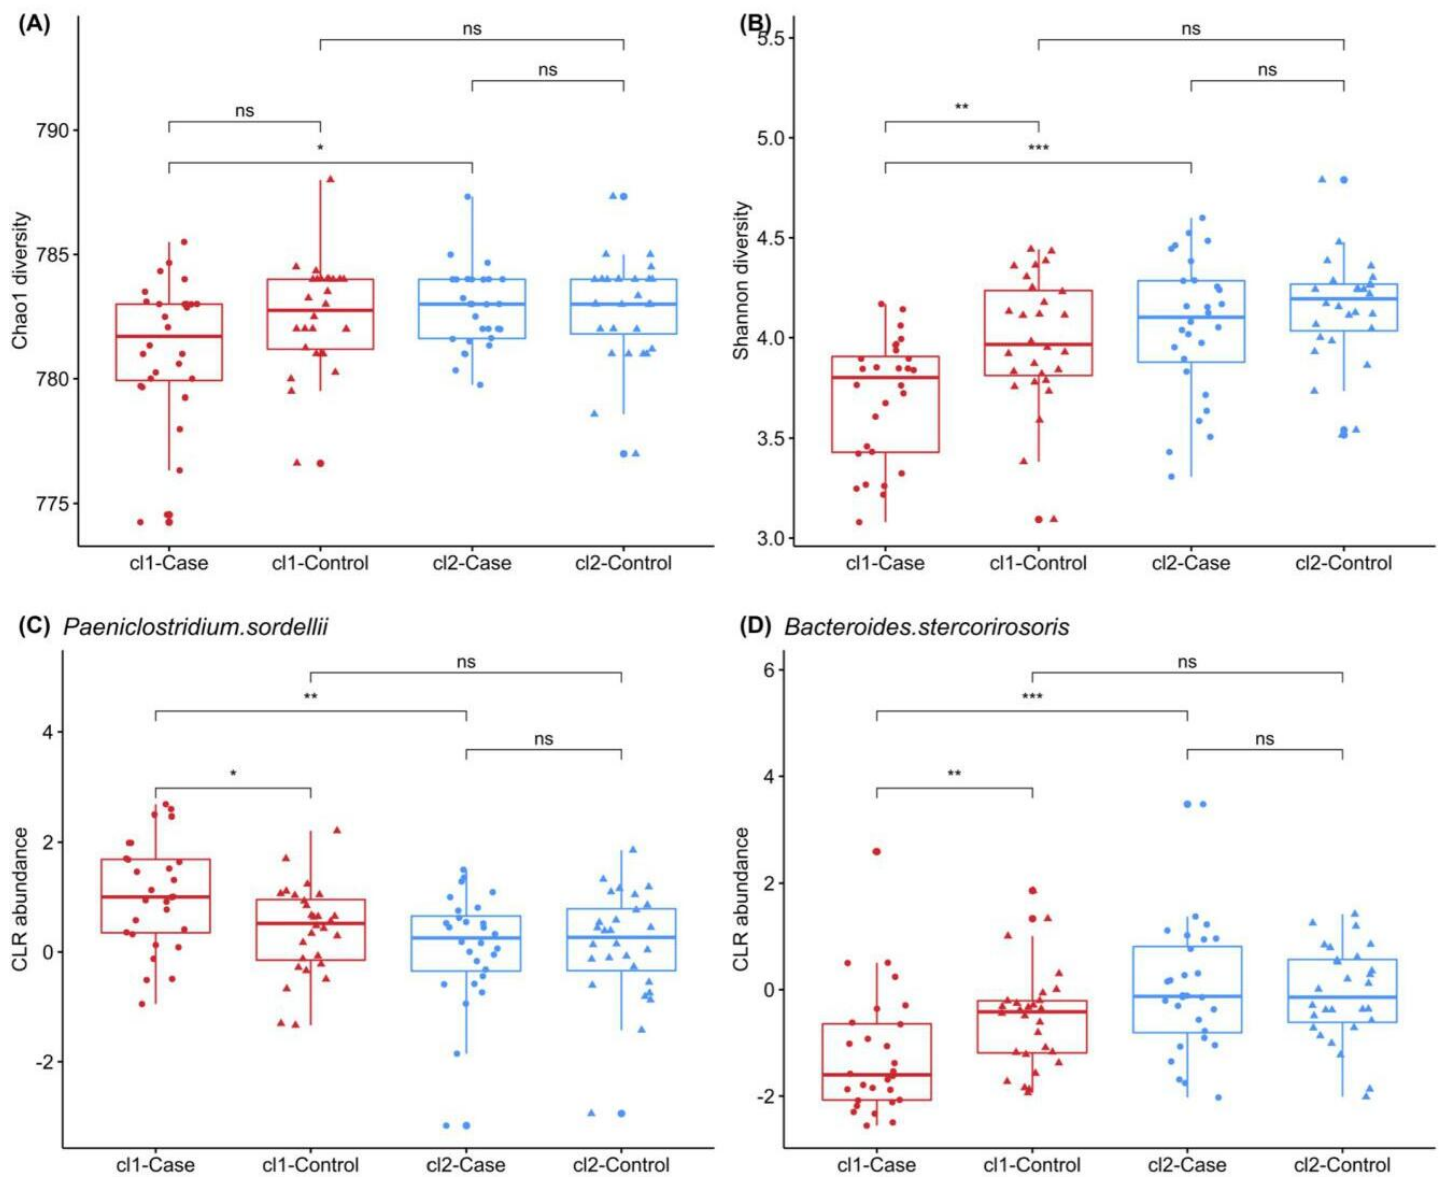 (A)
ns
ns
ns
*
790
785
780
775
Chao1 diversity
cl1-Case cl1-Control cl2-Case cl2-Control
(B)
5.5
ns
ns
**
***
5.0
4.5
4.0
3.5
3.0
Shannon diversity
cl1-Case cl1-Control cl2-Case cl2-Control
(C) Paeniclostridium.sordellii
ns
**
ns
*
4
2
0
-2
CLR abundance
cl1-Case cl1-Control cl2-Case cl2-Control
(D) Bacteroides.stercorirosoris
ns
***
ns
**
6
4
2
0
-2
CLR abundance
cl1-Case cl1-Control cl2-Case cl2-Control